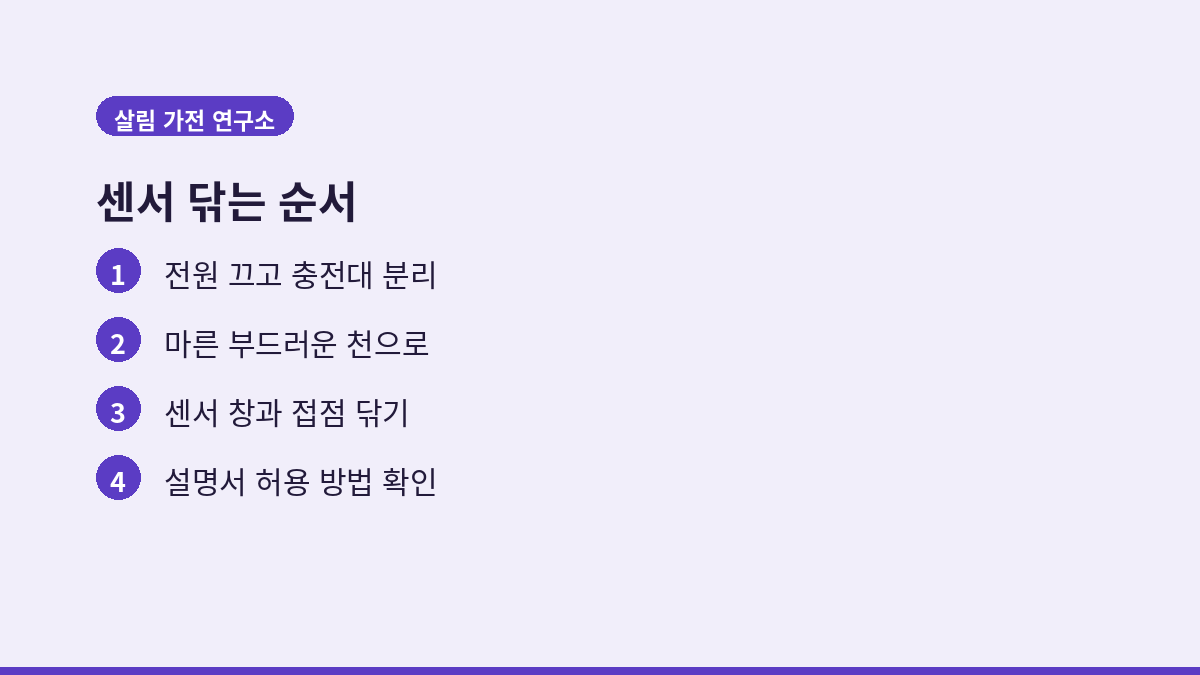 살림 가전 연구소
센서 닦는 순서
1 전원 끄고 충전대 분리
2 마른 부드러운 천으로
3 센서 창과 접점 닦기
4 설명서 허용 방법 확인